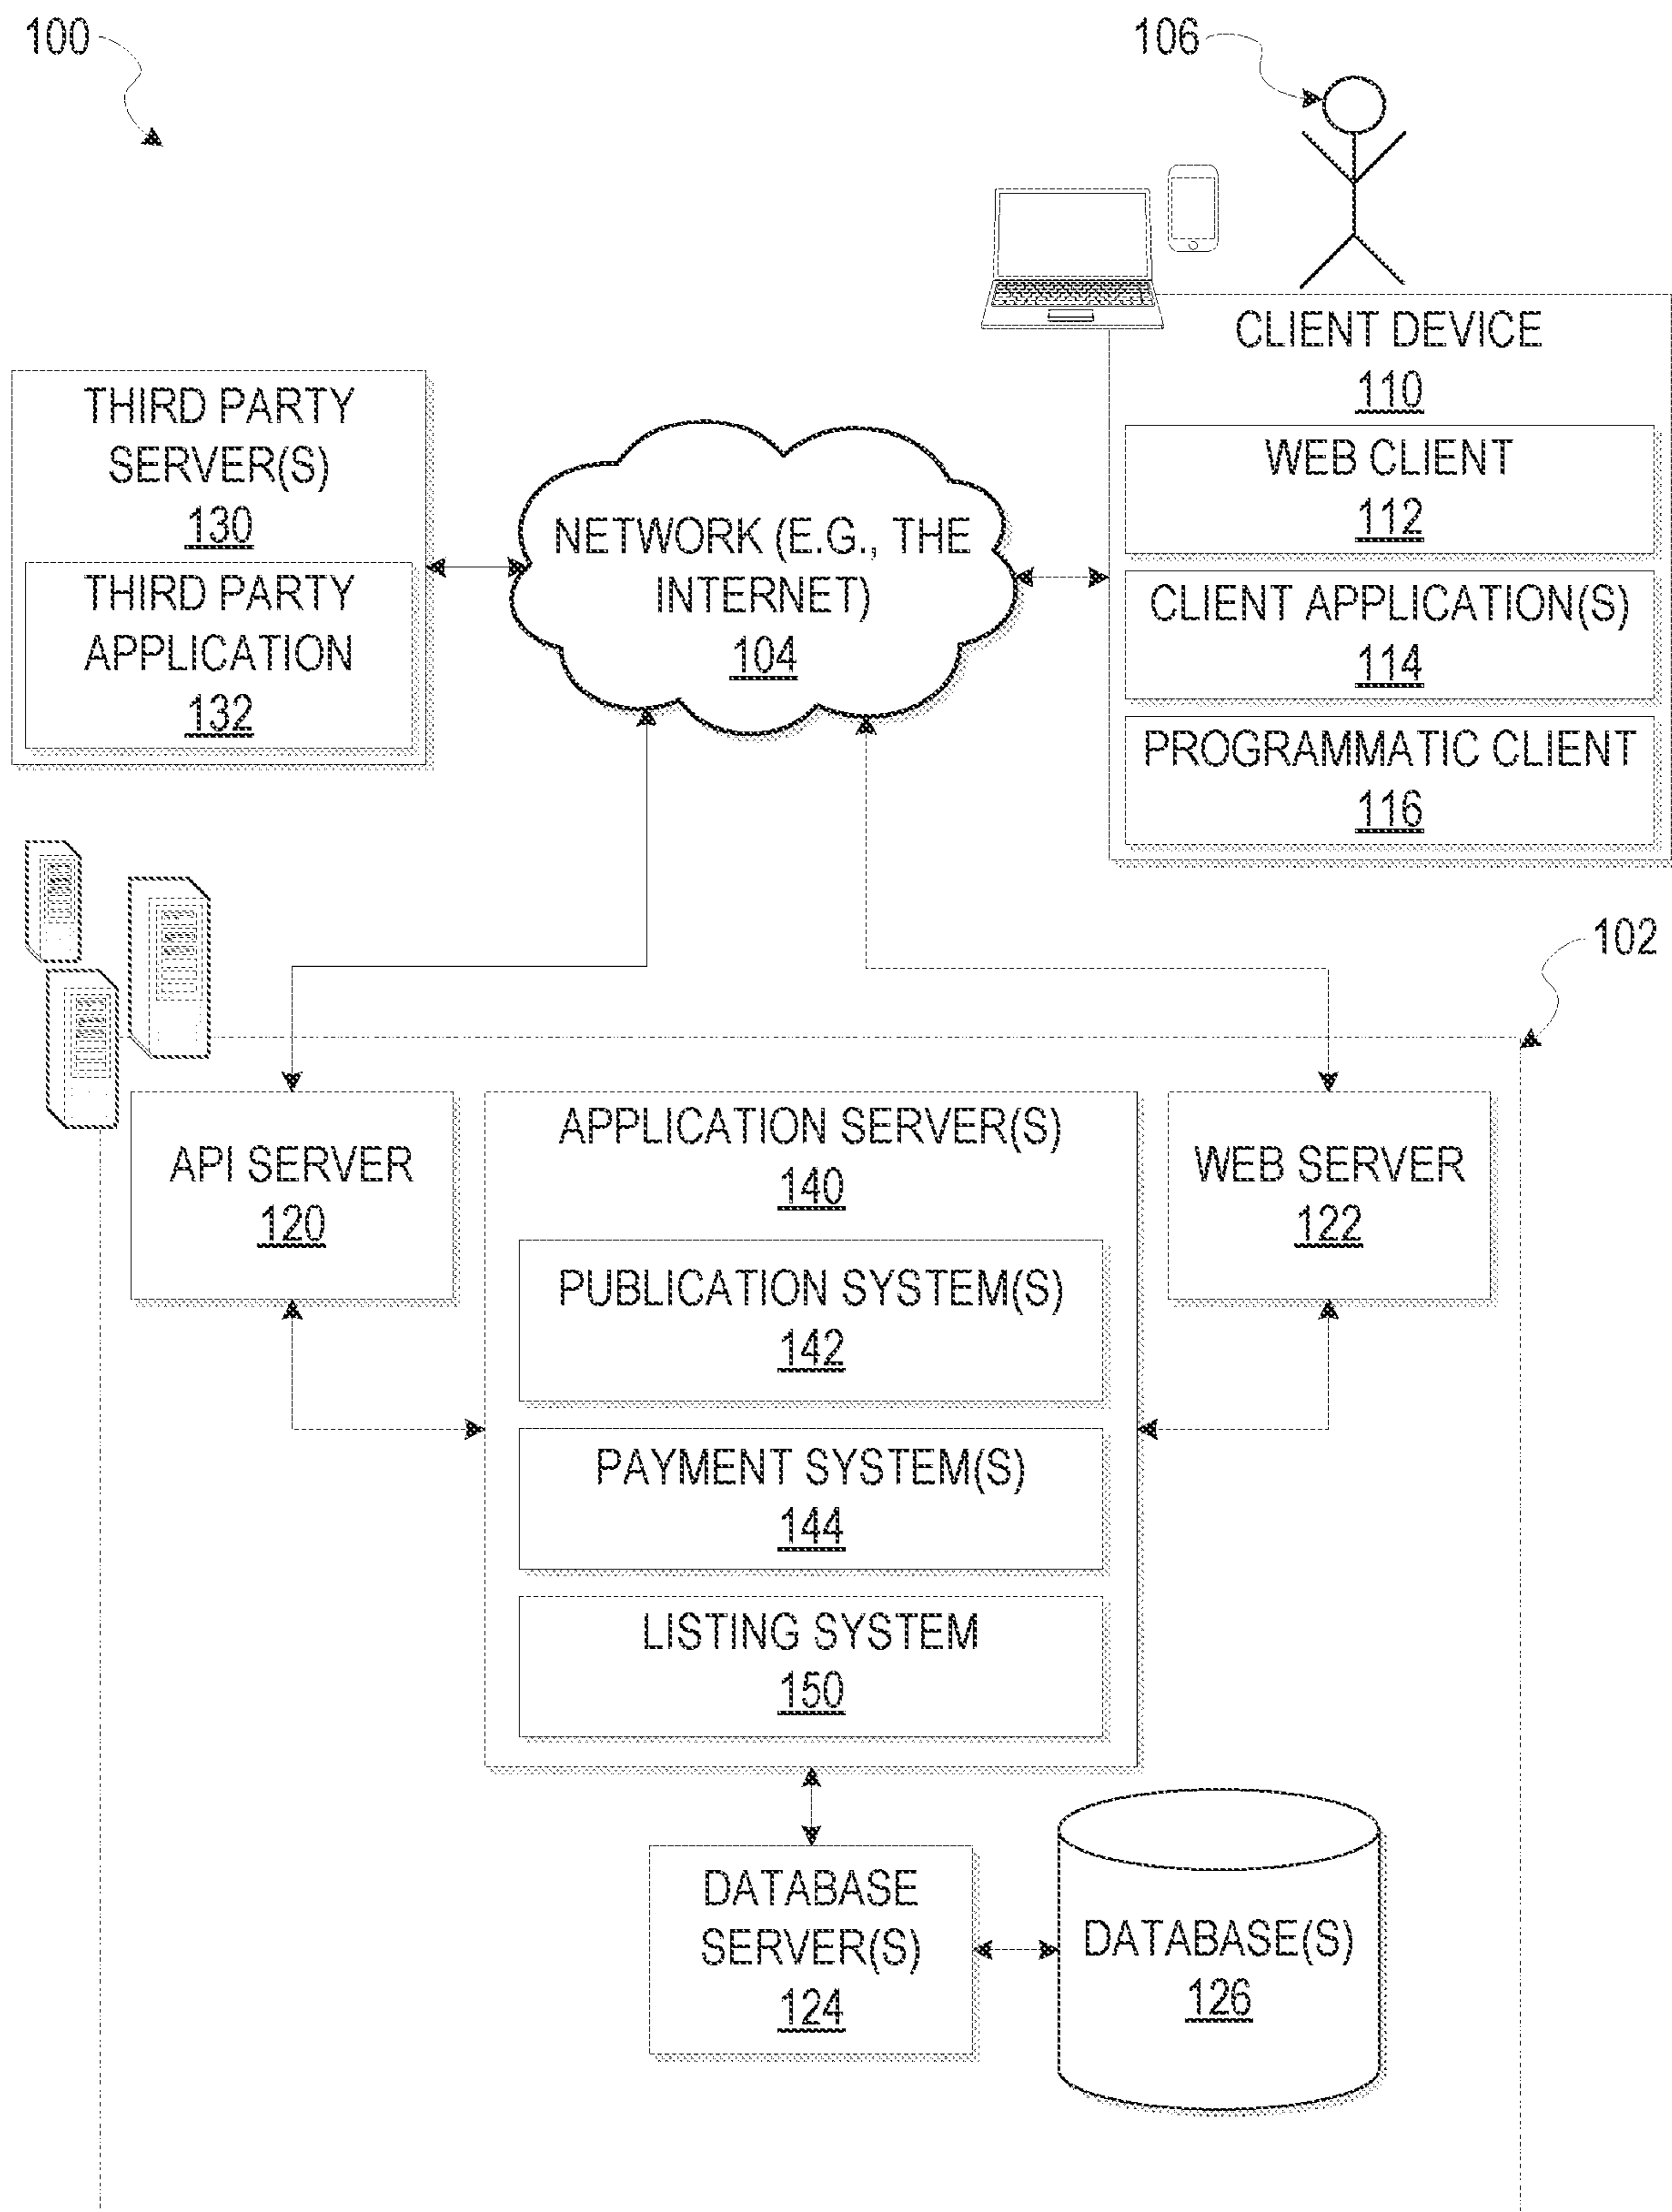 100
106
CLIENT DEVICE
110
WEB CLIENT
112
CLIENT APPLICATION(S)
114
PROGRAMMATIC CLIENT
116
THIRD PARTY
SERVER(S)
130
THIRD PARTY
APPLICATION
132
NETWORK (E.G., THE
INTERNET)
104
102
API SERVER
120
APPLICATION SERVER(S)
140
PUBLICATION SYSTEM(S)
142
PAYMENT SYSTEM(S)
144
LISTING SYSTEM
150
WEB SERVER
122
DATABASE
SERVER(S)
124
DATABASE(S)
126